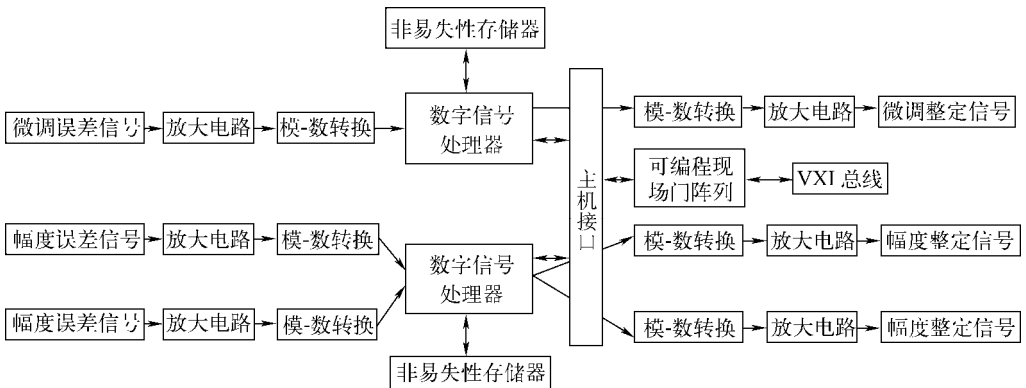 非易失性存储器
微调误差信号
放大电路
模-数转换
数字信号
处理器
主机接口
模-数转换
放大电路
微调整定信号
可编程现
场门阵列
VXI 总线
幅度误差信号
放大电路
模-数转换
数字信号
处理器
模-数转换
放大电路
幅度整定信号
幅度误差信号
放大电路
模-数转换
模-数转换
放大电路
幅度整定信号
非易失性存储器